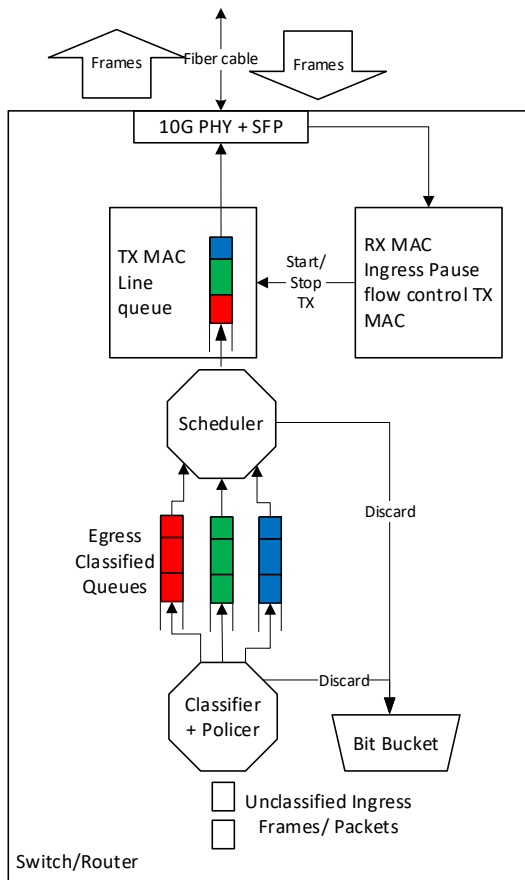 Frames
Fiber cable
Frames
10G PHY + SFP
TX MAC
Line
queue
Start/
Stop
TX
RX MAC
Ingress Pause
flow control TX
MAC
Scheduler
Egress
Classified
Queues
Discard
Classifier
+ Policer
Discard
Bit Bucket
Unclassified Ingress
Frames/ Packets
Switch/Router